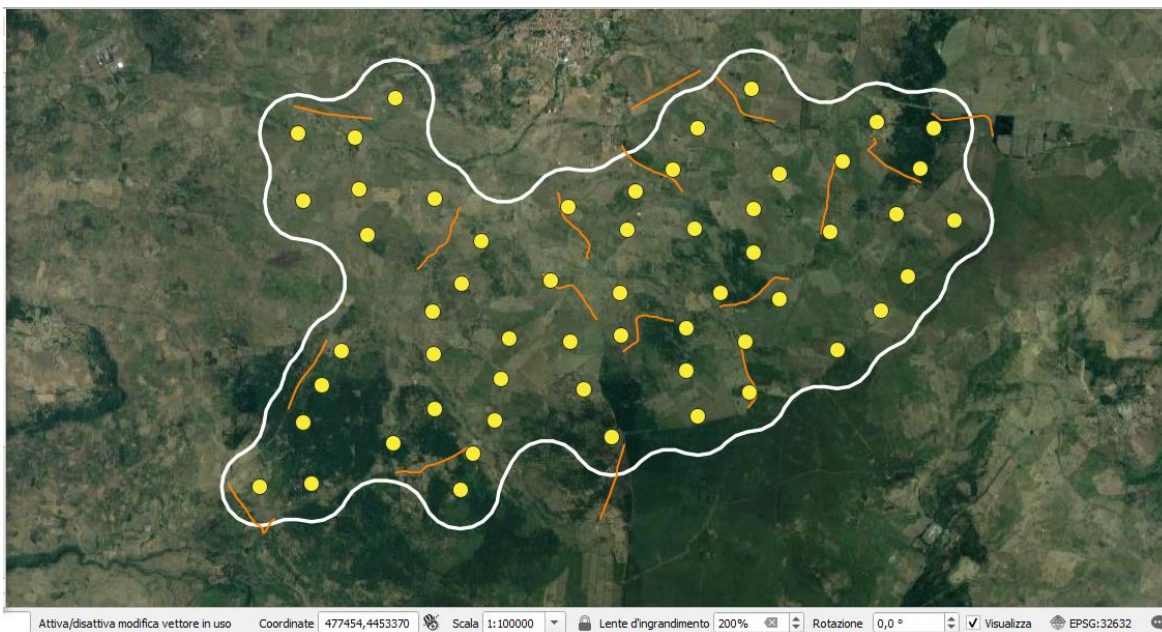 Attiva/disattiva modifica vettore in uso Coordinate 477454,4453370 Scala 1:100000 Lente d'ingrandimento 200% Rotazione 0,0 ° Visualizza EPSG:32632